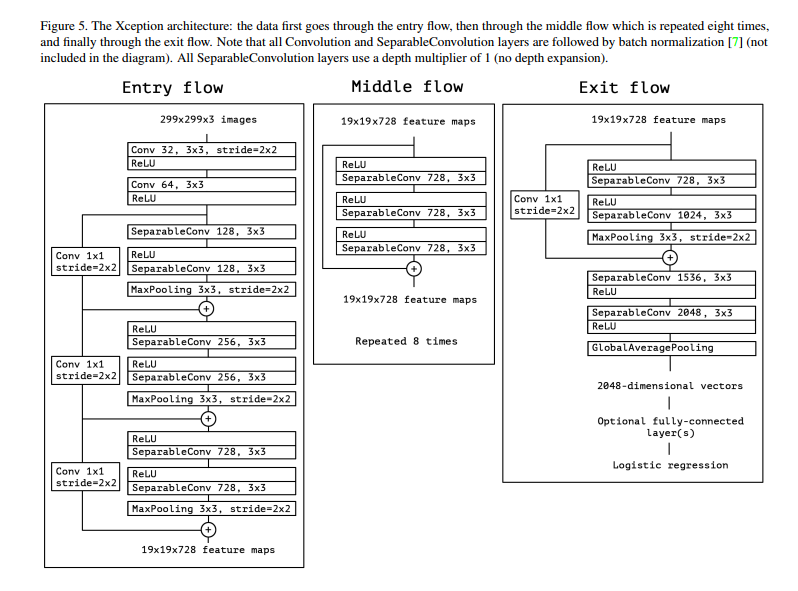 Figure 5. The Xception architecture: the data first goes through the entry flow, then through the middle flow which is repeated eight times,
and finally through the exit flow. Note that all Convolution and SeparableConvolution layers are followed by batch normalization [7] (not
included in the diagram). All SeparableConvolution layers use a depth multiplier of 1 (no depth expansion).
Entry flow
299x299x3 images
Conv 32, 3x3, stride=2x2
ReLU
Conv 64, 3x3
ReLU
SeparableConv 128, 3x3
Conv 1x1
stride=2x2
ReLU
SeparableConv 128, 3x3
MaxPooling 3x3, stride=2x2
+
ReLU
SeparableConv 256, 3x3
Conv 1x1
stride=2x2
ReLU
SeparableConv 256, 3x3
MaxPooling 3x3, stride=2x2
+
ReLU
SeparableConv 728, 3x3
Conv 1x1
stride=2x2
ReLU
SeparableConv 728, 3x3
MaxPooling 3x3, stride=2x2
+
19x19x728 feature maps
Middle flow
19x19x728 feature maps
ReLU
SeparableConv 728, 3x3
ReLU
SeparableConv 728, 3x3
ReLU
SeparableConv 728, 3x3
+
19x19x728 feature maps
Repeated 8 times
Exit flow
19x19x728 feature maps
ReLU
SeparableConv 728, 3x3
Conv 1x1
stride=2x2
ReLU
SeparableConv 1024, 3x3
MaxPooling 3x3, stride=2x2
+
SeparableConv 1536, 3x3
ReLU
SeparableConv 2048, 3x3
ReLU
GlobalAveragePooling
2048-dimensional vectors
Optional fully-connected
layer(s)
Logistic regression